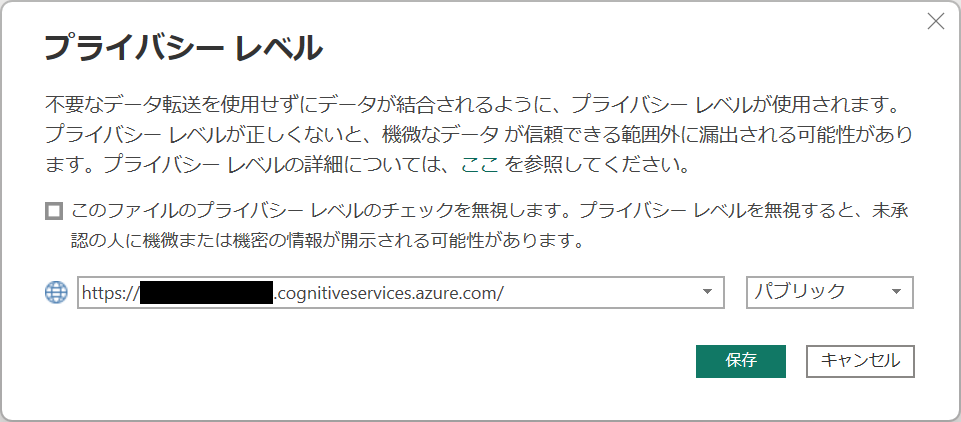 プライバシー レベル
不要なデータ転送を使用せずにデータが結合されるように、プライバシー レベルが使用されます。
プライバシー レベルが正しくないと、機微なデータ が信頼できる範囲外に漏出される可能性があり
ます。プライバシー レベルの詳細については、ここ を参照してください。
このファイルのプライバシー レベルのチェックを無視します。プライバシー レベルを無視すると、未承
認の人に機微または機密の情報が開示される可能性があります。
https:// .cognitiveservices.azure.com/ パブリック
保存 キャンセル